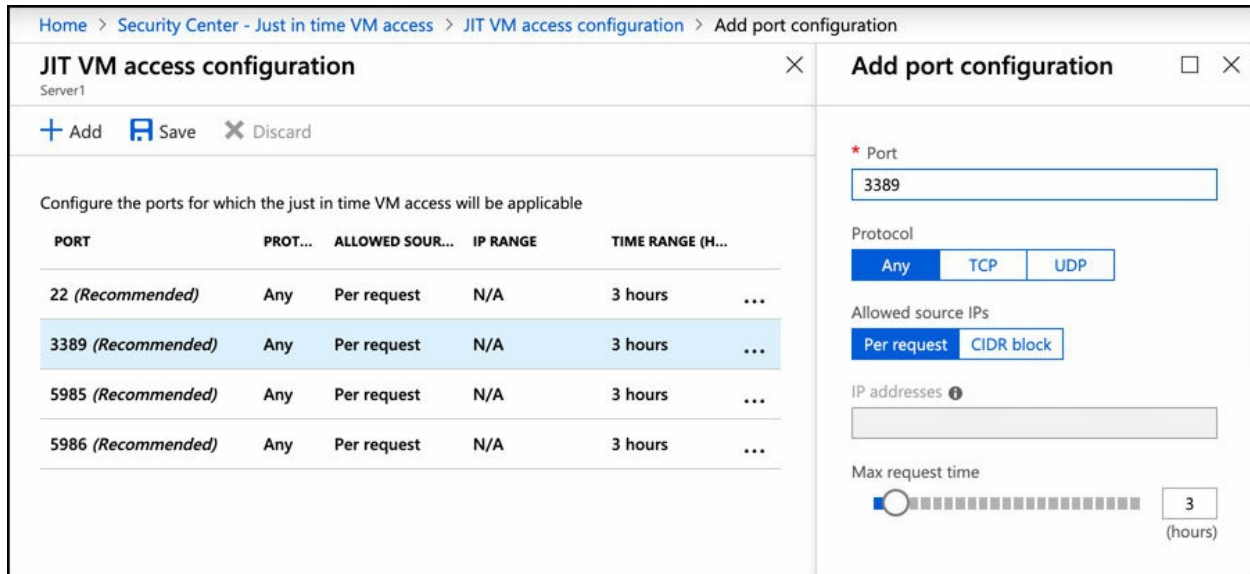 Home > Security Center - Just in time VM access > JIT VM access configuration > Add port configuration
JIT VM access configuration
Server1
Add Save Discard
Configure the ports for which the just in time VM access will be applicable
PORT PROT... ALLOWED SOUR... IP RANGE TIME RANGE (H...
22 (Recommended) Any Per request N/A 3 hours ...
3389 (Recommended) Any Per request N/A 3 hours ...
5985 (Recommended) Any Per request N/A 3 hours ...
5986 (Recommended) Any Per request N/A 3 hours ...
Add port configuration
* Port
3389
Protocol
Any TCP UDP
Allowed source IPs
Per request CIDR block
IP addresses
Max request time
3
(hours)